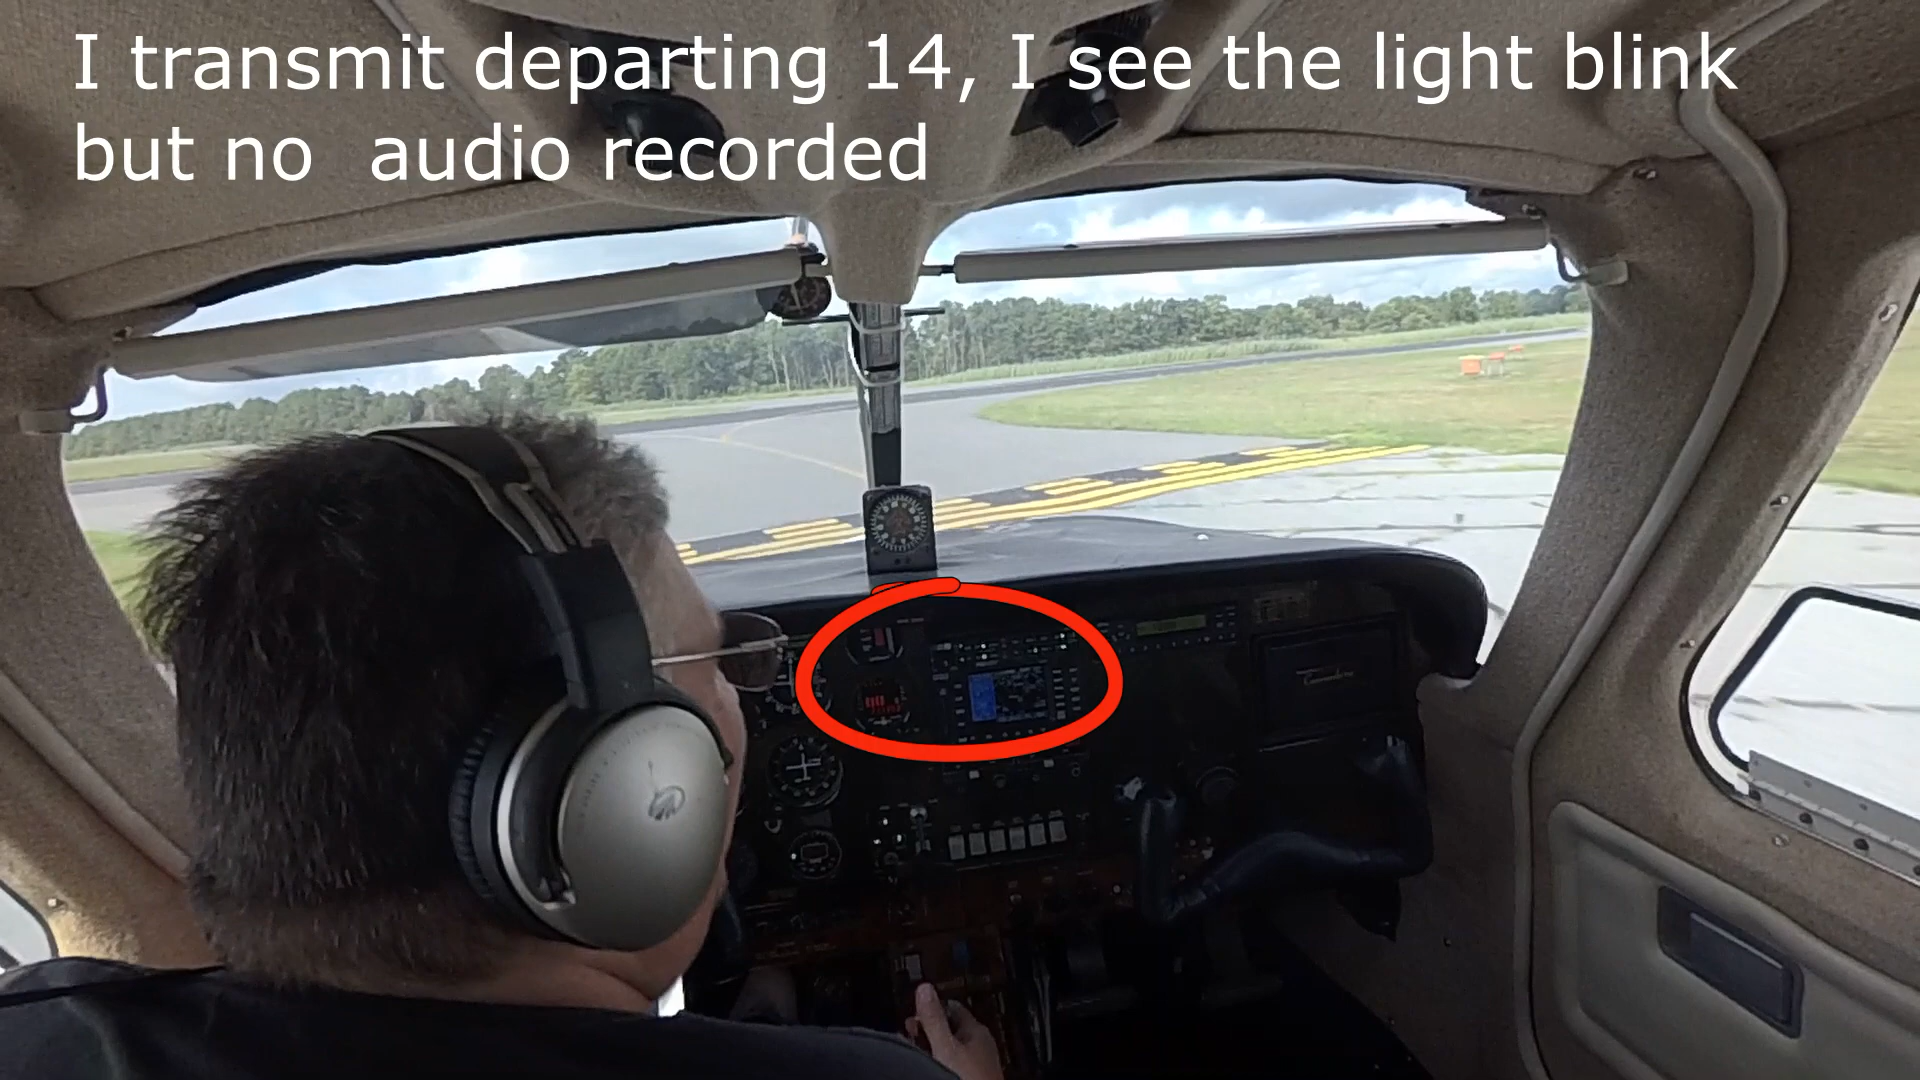 I transmit departing 14, I see the light blink
but no  audio recorded